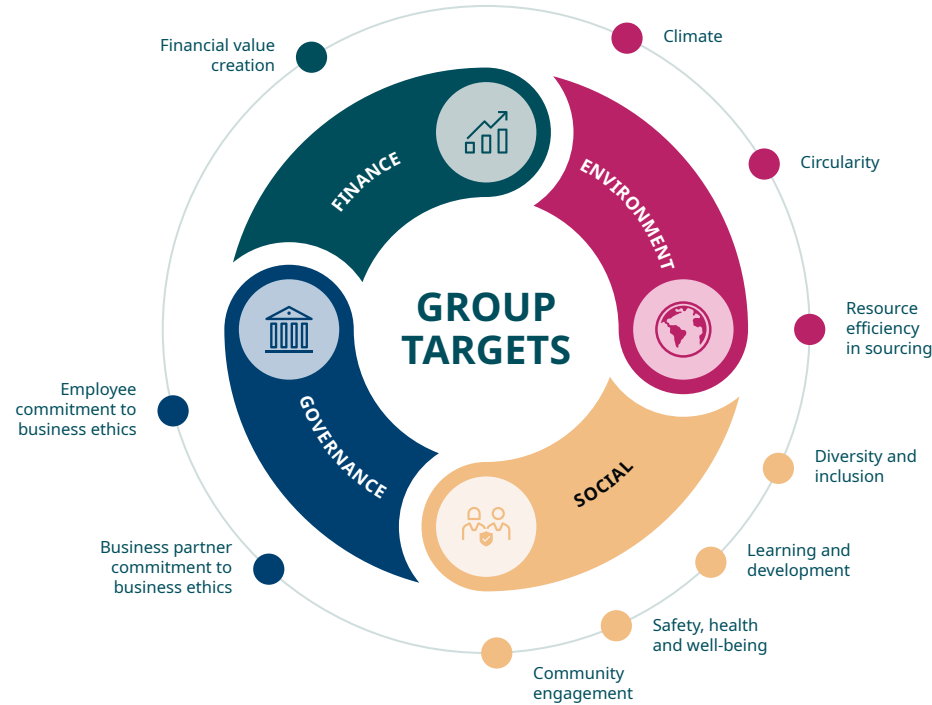 GROUP
TARGETS
FINANCE
Financial value
creation
ENVIRONMENT
Climate
Circularity
Resource
efficiency
in sourcing
SOCIAL
Diversity and
inclusion
Learning and
development
Safety, health
and well-being
Community
engagement
GOVERNANCE
Business partner
commitment to
business ethics
Employee
commitment to
business ethics